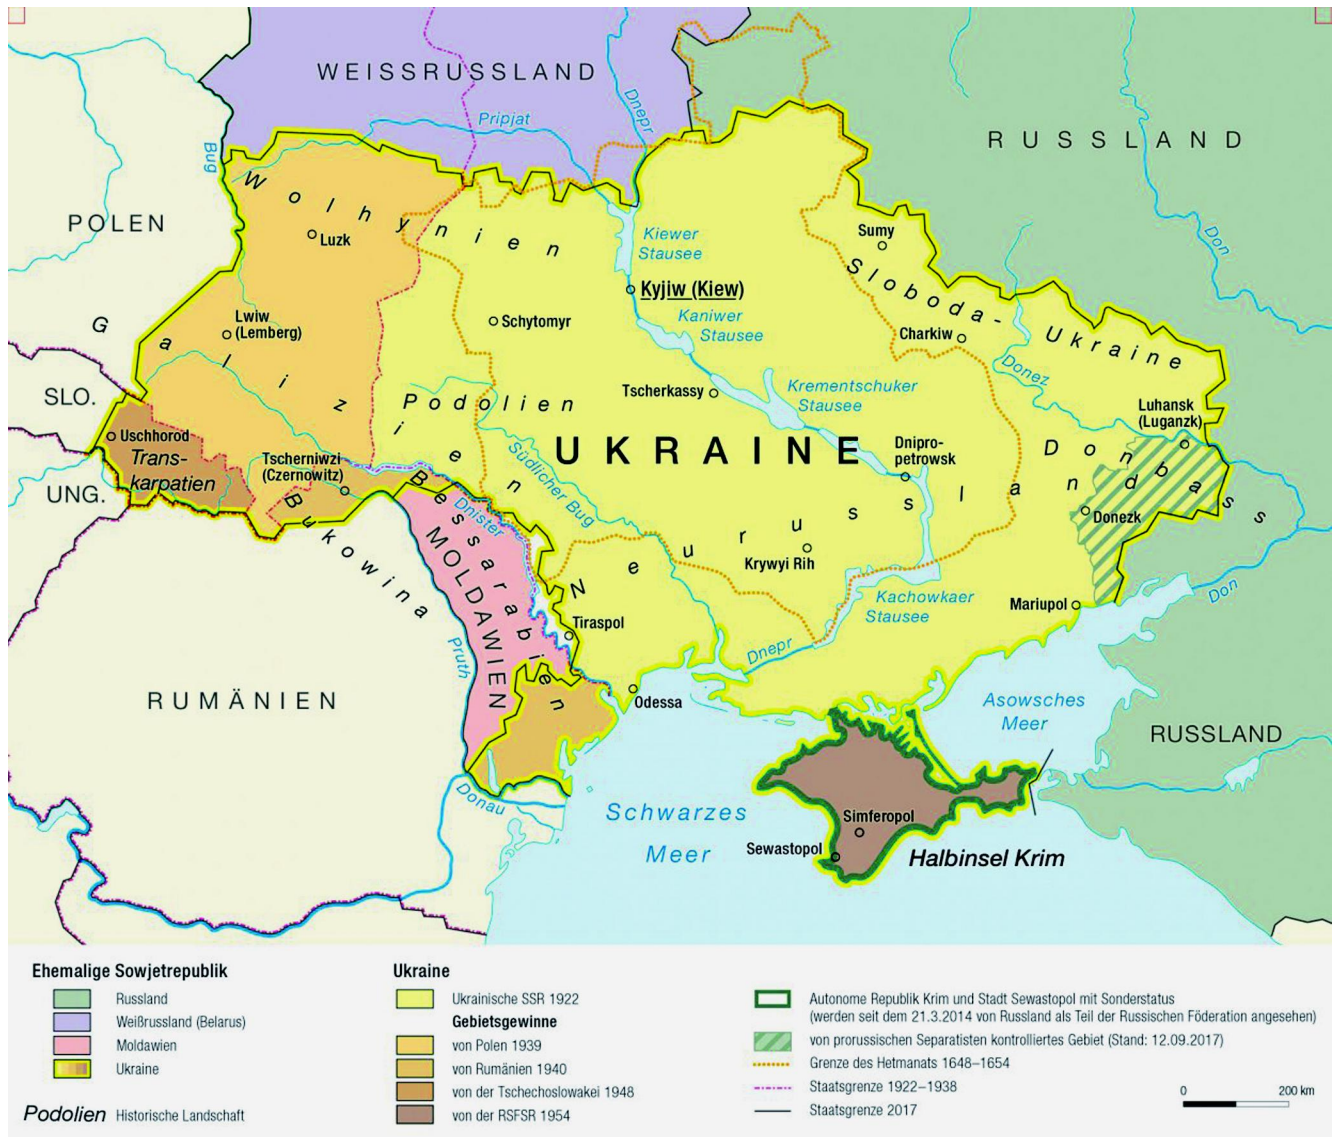 WEISSRUSSLAND
Pripjat
Dnepr
RUSSLAND
Bug
POLEN
Wolhynien
Luzk
Kiewer
Stausee
Sumy
Don
Sloboda-Ukraine
Kyjiw (Kiew)
Schytomyr
Kaniwer
Stausee
Charkiw
Galizien
Lwiw
(Lemberg)
Donez
SLO.
Podolien
Tscherkassy
Krementschuker
Stausee
Luhansk
(Luganzk)
Uschhorod
Trans-
karpatien
Tscherniwzi
(Czernowitz)
Südlicher Bug
UKRAINE
Dnipro-
petrowsk
Donbass
UNG.
Bukowina
Bessarabien
Dnister
MOLDAWIEN
Neurussland
Krywyi Rih
Donezk
Kachowkaer
Stausee
Mariupol
Don
Tiraspol
Pruth
Dnepr
RUMÄNIEN
Odessa
Asowsches
Meer
RUSSLAND
Donau
Schwarzes
Meer
Simferopol
Sewastopol
Halbinsel Krim
Ehemalige Sowjetrepublik
Russland
Weißrussland (Belarus)
Moldawien
Ukraine
Podolien Historische Landschaft
Ukraine
Ukrainische SSR 1922
Gebietsgewinne
von Polen 1939
von Rumänien 1940
von der Tschechoslowakei 1948
von der RSFSR 1954
Autonome Republik Krim und Stadt Sewastopol mit Sonderstatus
(werden seit dem 21.3.2014 von Russland als Teil der Russischen Föderation angesehen)
von prorussischen Separatisten kontrolliertes Gebiet (Stand: 12.09.2017)
Grenze des Hetmanats 1648–1654
Staatsgrenze 1922–1938
Staatsgrenze 2017
0 200 km